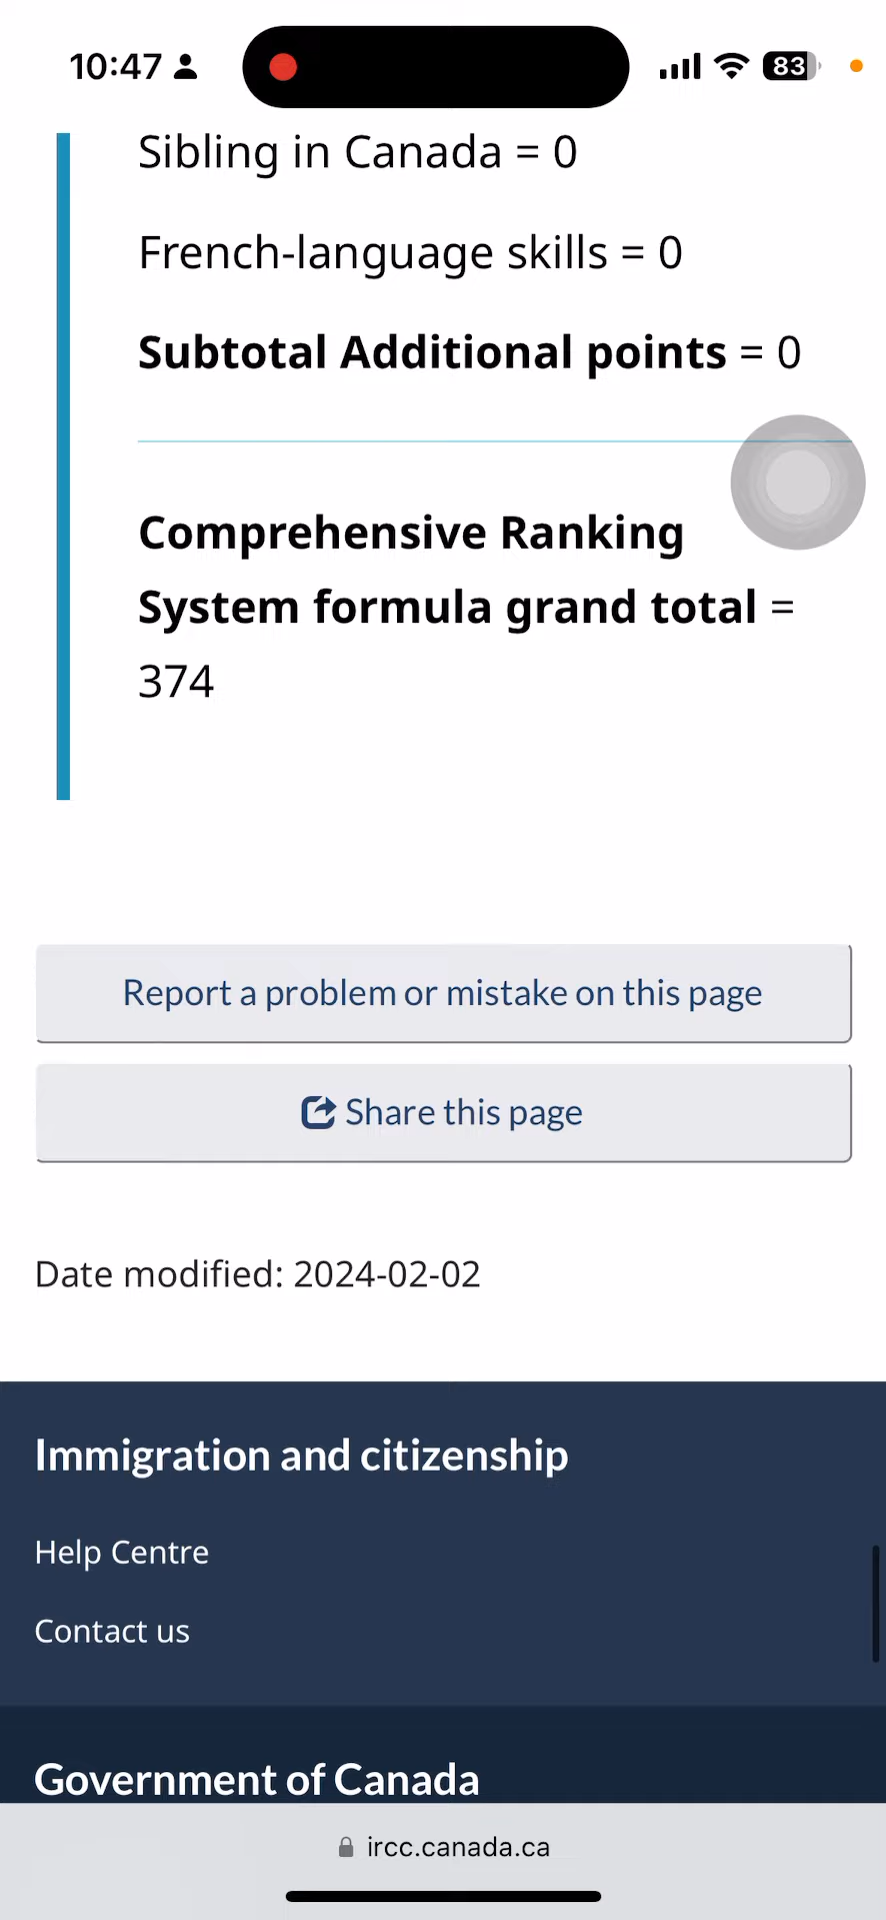 10:47
83
Sibling in Canada = 0
French-language skills = 0
Subtotal Additional points = 0
Comprehensive Ranking
System formula grand total =
374
Report a problem or mistake on this page
Share this page
Date modified: 2024-02-02
Immigration and citizenship
Help Centre
Contact us
Government of Canada
ircc.canada.ca